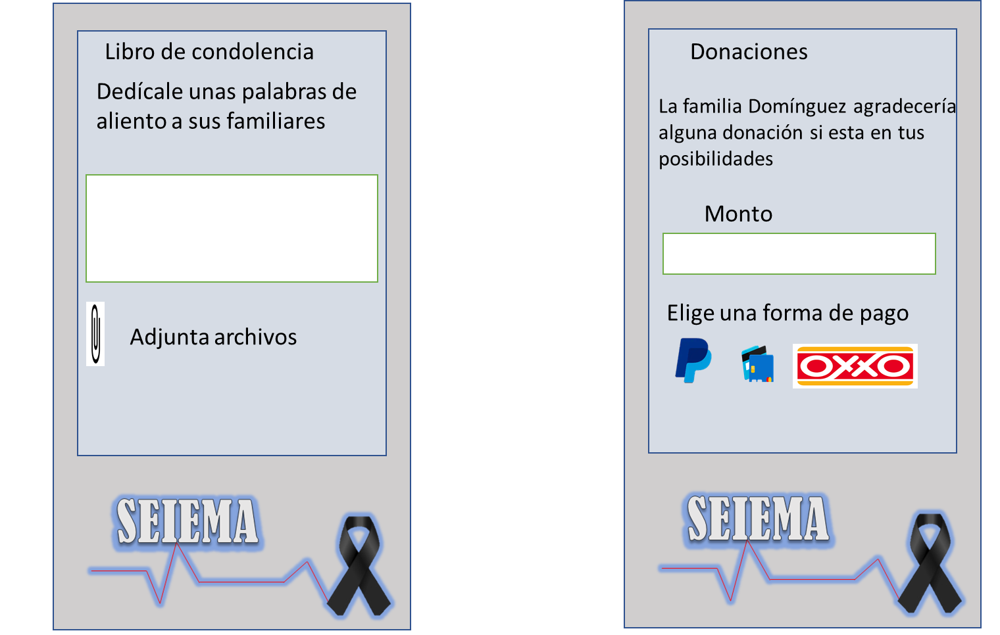 Libro de condolencia
Dedícale unas palabras de
aliento a sus familiares
Adjunta archivos
SEIEMA
Donaciones
La familia Domínguez agradecería
alguna donación si esta en tus
posibilidades
Monto
Elige una forma de pago
OXXO
SEIEMA